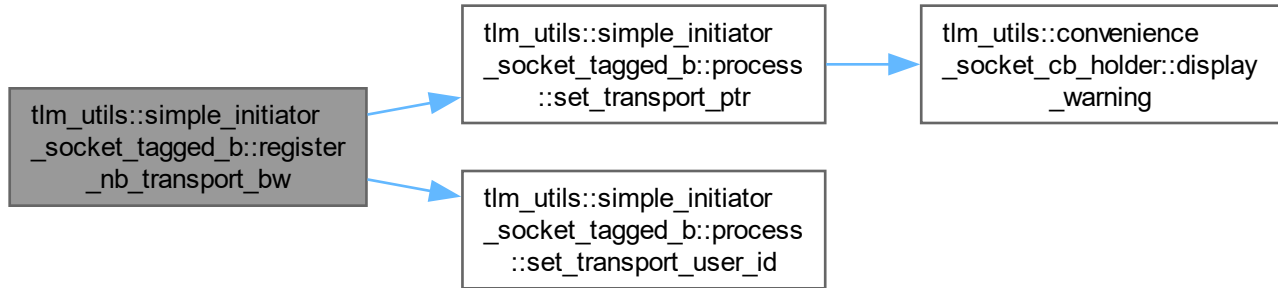 tlm_utils::simple_initiator
_socket_tagged_b::register
_nb_transport_bw
tlm_utils::simple_initiator
_socket_tagged_b::process
::set_transport_ptr
tlm_utils::convenience
_socket_cb_holder::display
_warning
tlm_utils::simple_initiator
_socket_tagged_b::process
::set_transport_user_id